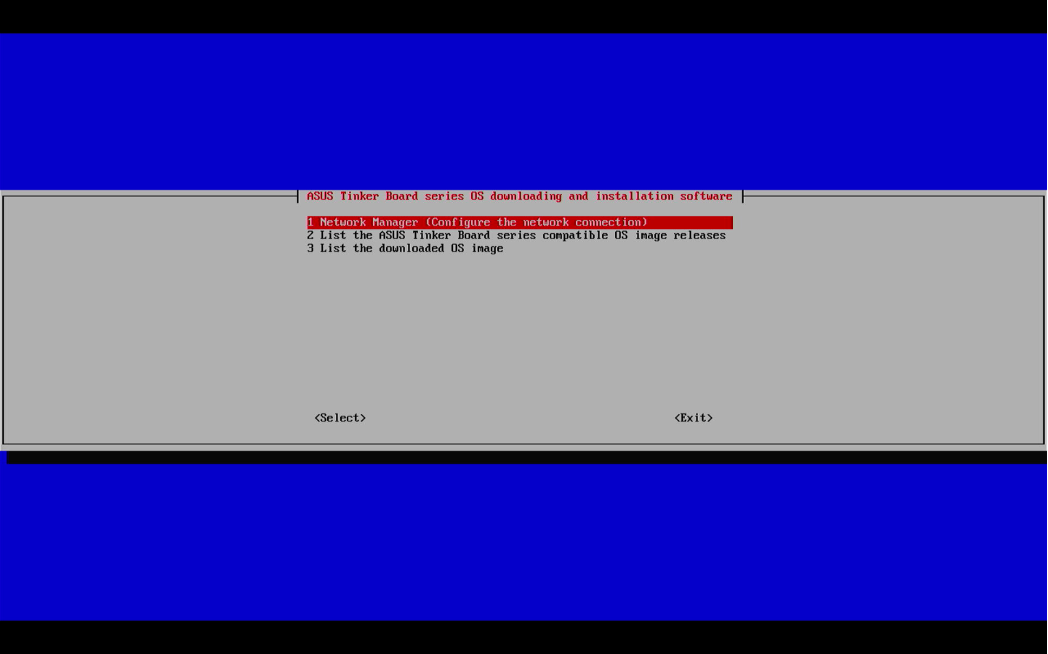 ASUS Tinker Board series OS downloading and installation software
1 Network Manager (Configure the network connection)
2 List the ASUS Tinker Board series compatible OS image releases
3 List the downloaded OS image
<Select> <Exit>